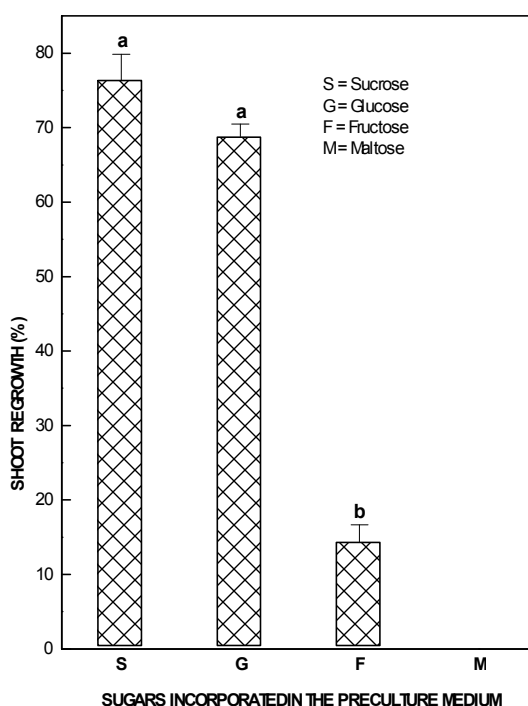 80
70
60
50
40
30
20
10
0
SHOOT REGROWTH (%)
a
a
b
S = Sucrose
G = Glucose
F = Fructose
M = Maltose
S G F M
SUGARS INCORPORATEDIN THE PRECULTURE MEDIUM